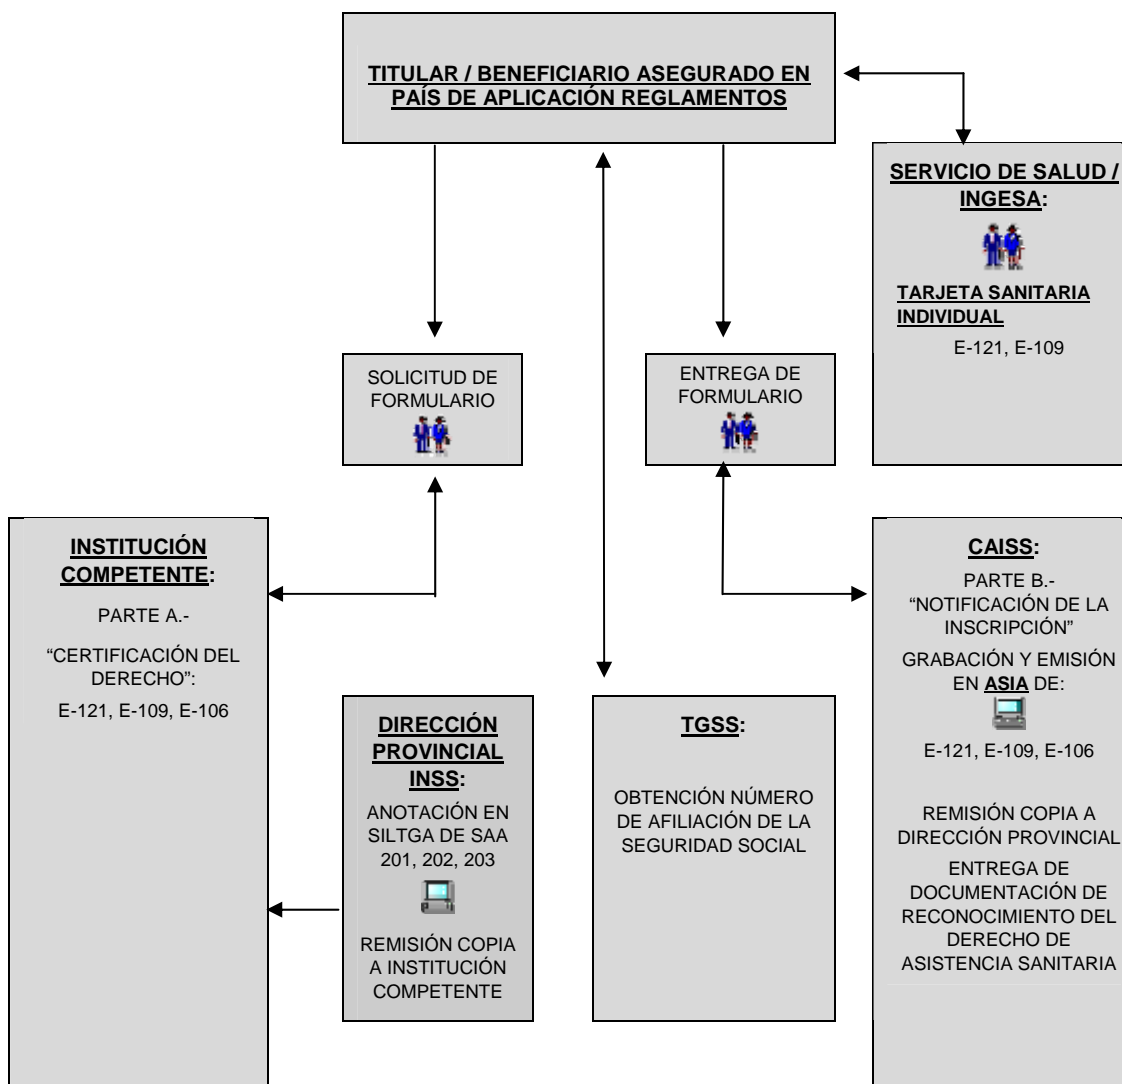 TITULAR / BENEFICIARIO ASEGURADO EN
PAÍS DE APLICACIÓN REGLAMENTOS
SERVICIO DE SALUD /
INGESA:
TARJETA SANITARIA
INDIVIDUAL
E-121, E-109
SOLICITUD DE
FORMULARIO
ENTREGA DE
FORMULARIO
INSTITUCIÓN
COMPETENTE:
PARTE A.-
“CERTIFICACIÓN DEL
DERECHO”:
E-121, E-109, E-106
DIRECCIÓN
PROVINCIAL
INSS:
ANOTACIÓN EN
SILTGA DE SAA
201, 202, 203
REMISIÓN COPIA
A INSTITUCIÓN
COMPETENTE
TGSS:
OBTENCIÓN NÚMERO
DE AFILIACIÓN DE LA
SEGURIDAD SOCIAL
CAISS:
PARTE B.-
“NOTIFICACIÓN DE LA
INSCRIPCIÓN”
GRABACIÓN Y EMISIÓN
EN ASIA DE:
E-121, E-109, E-106
REMISIÓN COPIA A
DIRECCIÓN PROVINCIAL
ENTREGA DE
DOCUMENTACIÓN DE
RECONOCIMIENTO DEL
DERECHO DE
ASISTENCIA SANITARIA